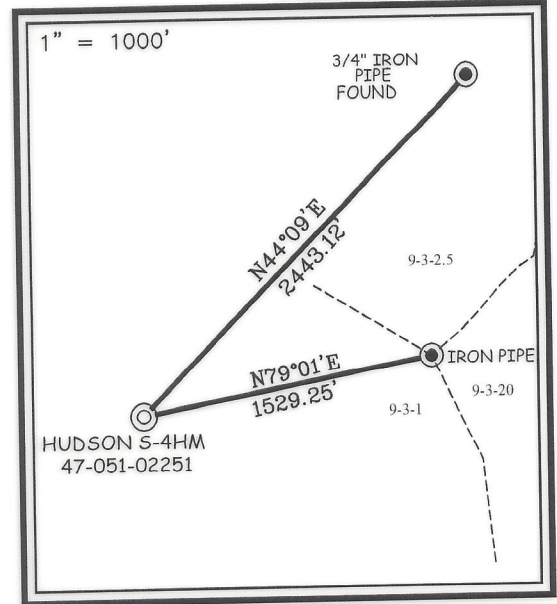 1" = 1000'
3/4" IRON
PIPE
FOUND
N44°09'E
2443.12'
9-3-2.5
N79°01'E
1529.25'
IRON PIPE
9-3-20
9-3-1
HUDSON S-4HM
47-051-02251